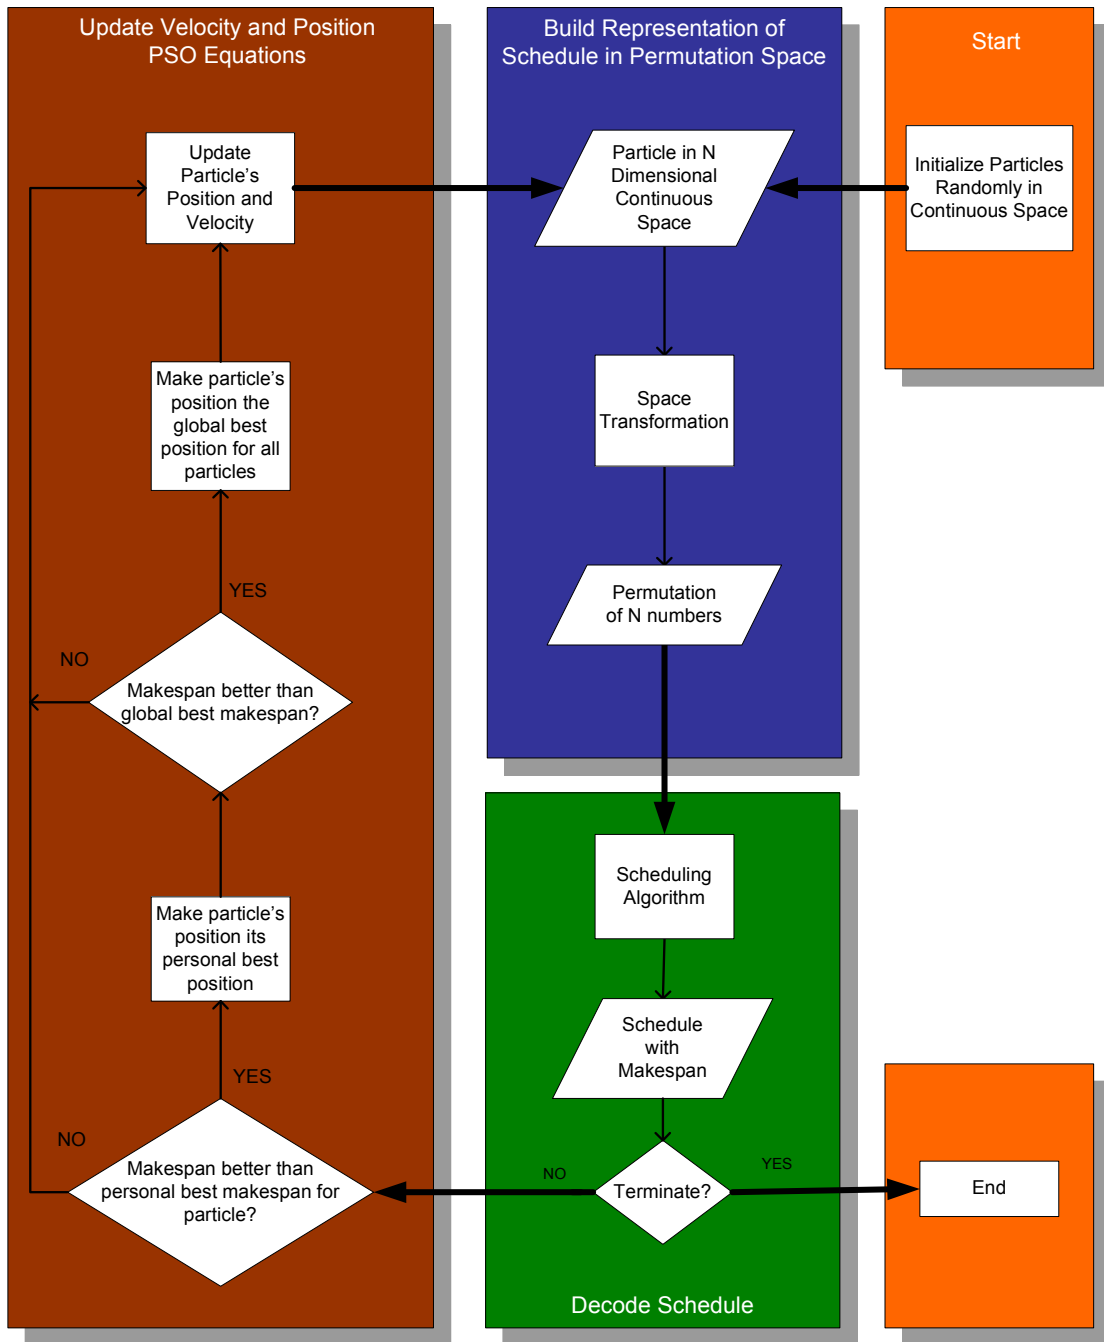 Update Velocity and Position
PSO Equations
Update
Particle's
Position and
Velocity
Make particle's
position the
global best
position for all
particles
YES
NO
Makespan better than
global best makespan?
Make particle's
position its
personal best
position
YES
NO
Makespan better than
personal best makespan for
particle?
Build Representation of
Schedule in Permutation Space
Particle in N
Dimensional
Continuous
Space
Space
Transformation
Permutation
of N numbers
Scheduling
Algorithm
Schedule
with
Makespan
NO
YES
Terminate?
Decode Schedule
Start
Initialize Particles
Randomly in
Continuous Space
End